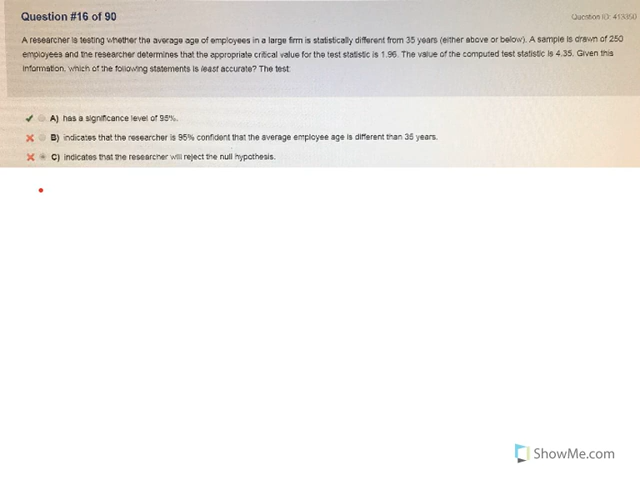 Question #16 of 90
Question ID: 413350
A researcher is testing whether the average age of employees in a large firm is statistically different from 35 years (either above or below). A sample is drawn of 250
employees and the researcher determines that the appropriate critical value for the test statistic is 1.96. The value of the computed test statistic is 4.35. Given this
information, which of the following statements is least accurate? The test:
A) has a significance level of 95%.
B) indicates that the researcher is 95% confident that the average employee age is different than 35 years.
C) indicates that the researcher will reject the null hypothesis.
ShowMe.com